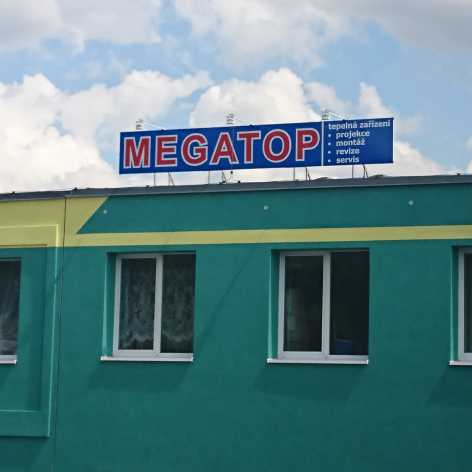 MEGATOP
tepelná zařízení
• projekce
• montáž
• revize
• servis